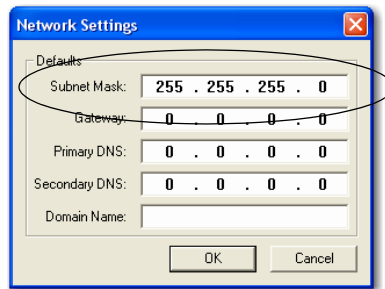 Network Settings
Defaults
Subnet Mask: 255 . 255 . 255 . 0
Gateway: 0 . 0 . 0 . 0
Primary DNS: 0 . 0 . 0 . 0
Secondary DNS: 0 . 0 . 0 . 0
Domain Name:
OK Cancel